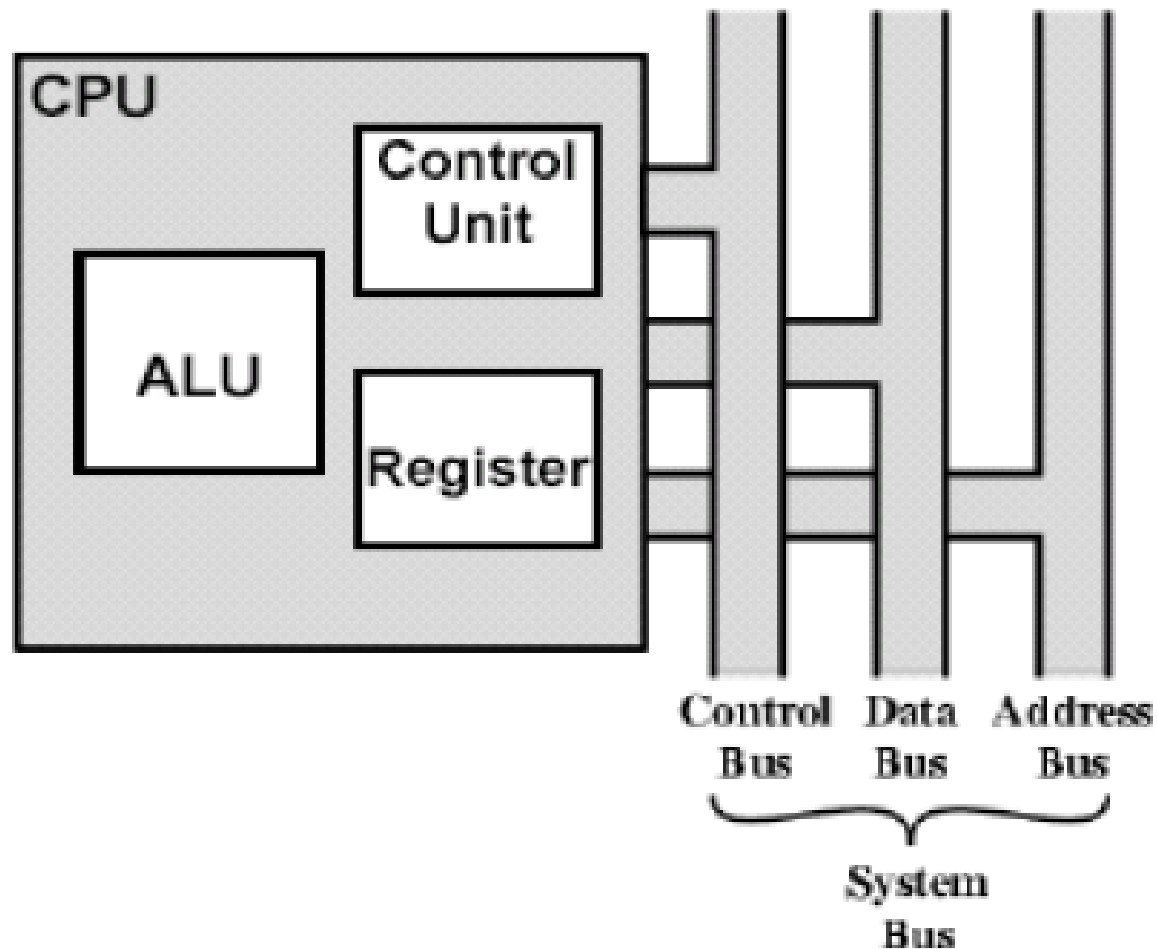 CPU
Control
Unit
ALU
Register
Control Data Address
Bus Bus Bus
System
Bus